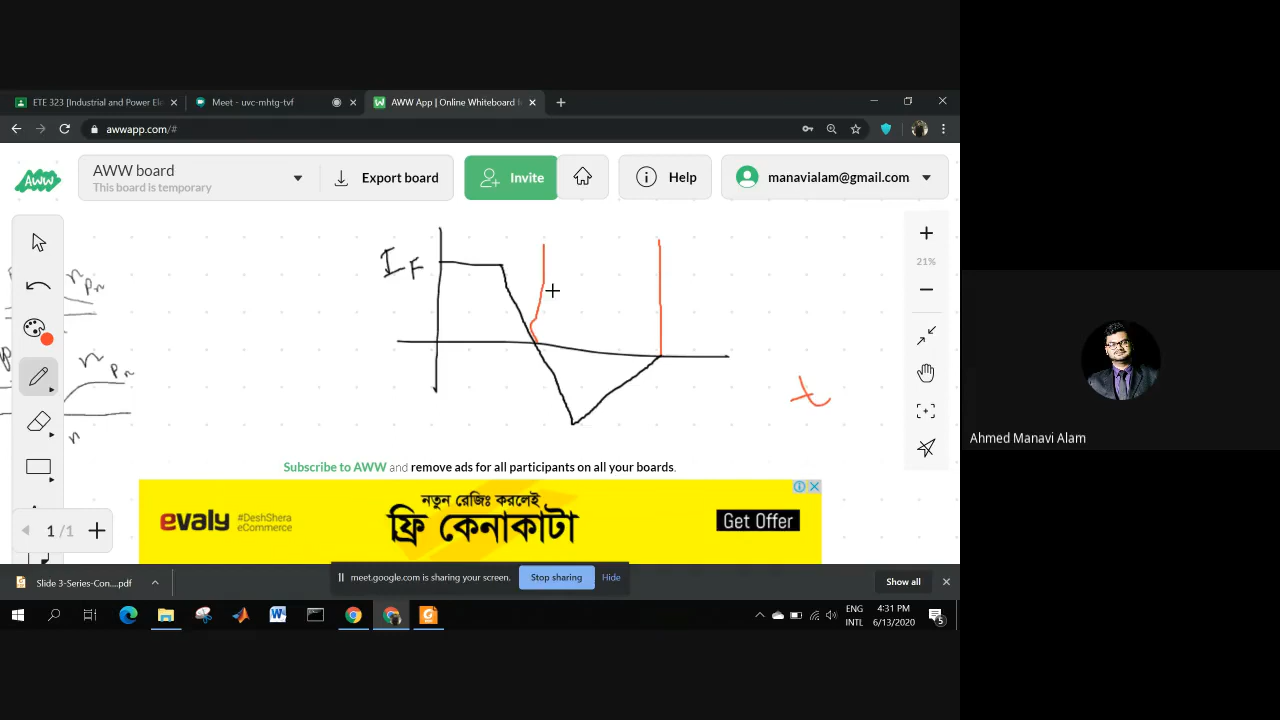 ETE 323 [Industrial and Power Ele
Meet - uvc-mhtg-tvf
AWW App | Online Whiteboard f
awwapp.com/#
AWW
AWW board
This board is temporary
Export board
Invite
Help
manavialam@gmail.com
21%
I F
n Pn
n Pn
n
t
Ahmed Manavi Alam
Subscribe to AWW and remove ads for all participants on all your boards.
evaly
#DeshShera
eCommerce
নতুন রেজিঃ করলেই
ফ্রি কেনাকাটা
Get Offer
1 /1
meet.google.com is sharing your screen.
Stop sharing
Hide
Slide 3-Series-Con....pdf
Show all
ENG
INTL
4:31 PM
6/13/2020
5